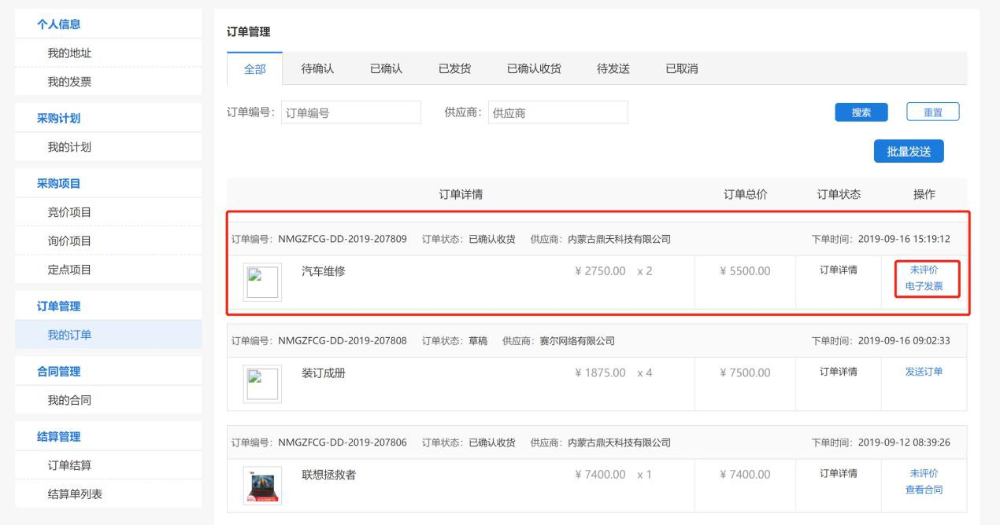 个人信息
我的地址
我的发票
采购计划
我的计划
采购项目
竞价项目
询价项目
定点项目
订单管理
我的订单
合同管理
我的合同
结算管理
订单结算
结算单列表
订单管理
全部 待确认 已确认 已发货 已确认收货 待发送 已取消
订单编号： 订单编号 供应商： 供应商 搜索 重置
批量发送
订单详情 订单总价 订单状态 操作
订单编号：NMGZFCG-DD-2019-207809 订单状态：已确认收货 供应商：内蒙古鼎天科技有限公司 下单时间：2019-09-16 15:19:12
汽车维修 ¥ 2750.00 x 2 ¥ 5500.00 订单详情 未评价
电子发票
订单编号：NMGZFCG-DD-2019-207808 订单状态：草稿 供应商：赛尔网络有限公司 下单时间：2019-09-16 09:02:33
装订成册 ¥ 1875.00 x 4 ¥ 7500.00 订单详情 发送订单
订单编号：NMGZFCG-DD-2019-207806 订单状态：已确认收货 供应商：内蒙古鼎天科技有限公司 下单时间：2019-09-12 08:39:26
联想拯救者 ¥ 7400.00 x 1 ¥ 7400.00 订单详情 未评价
查看合同